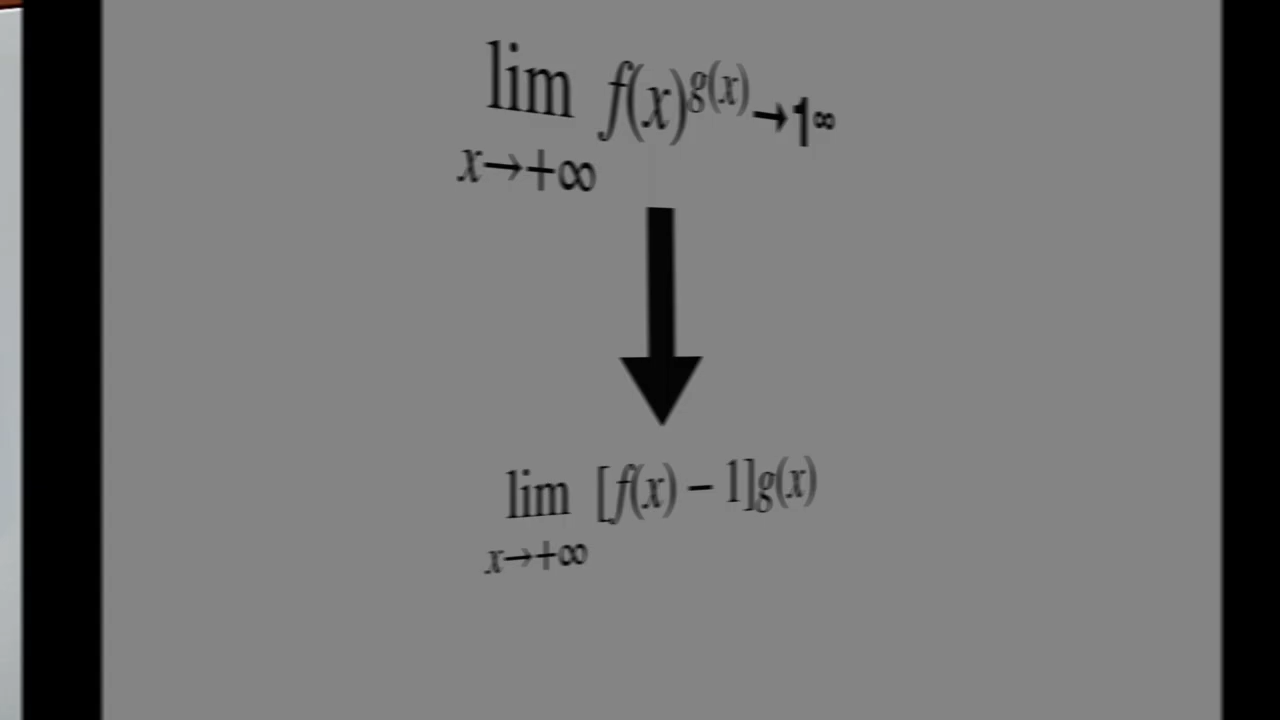 lim f(x)^g(x) →1^∞
x→+∞
lim [f(x) − 1]g(x)
x→+∞